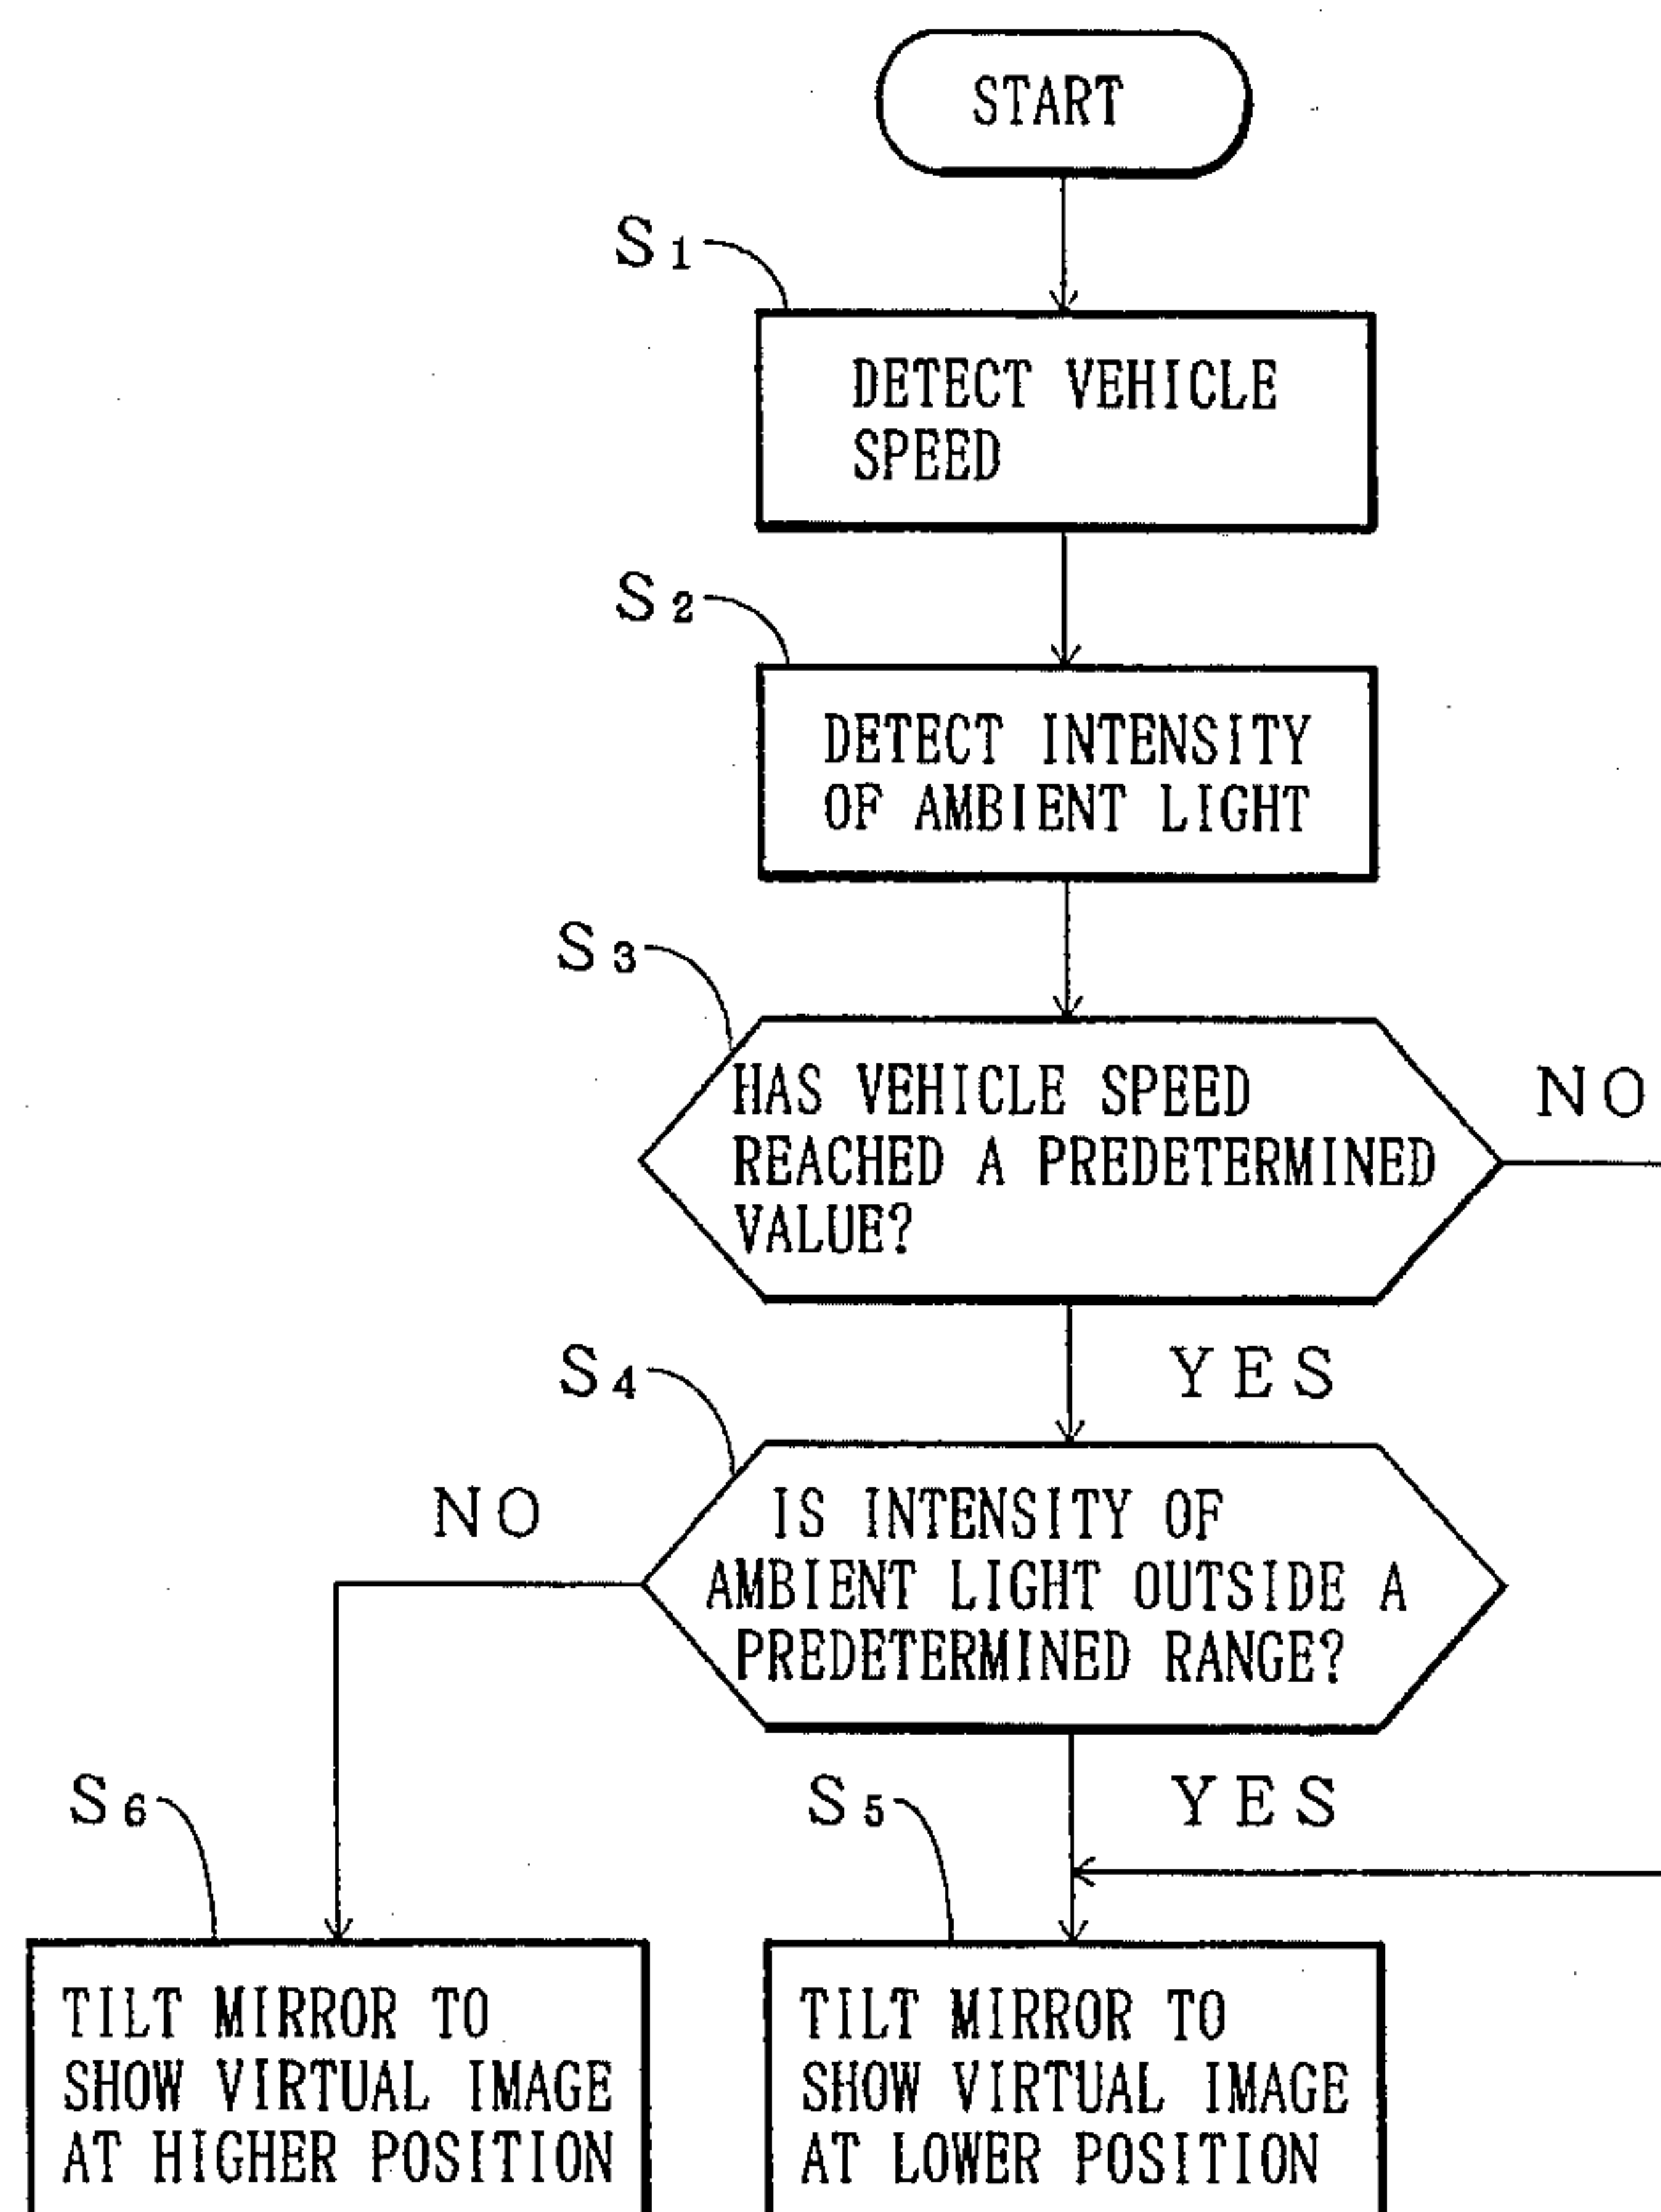 START
S1
DETECT VEHICLE
SPEED
S2
DETECT INTENSITY
OF AMBIENT LIGHT
S3
HAS VEHICLE SPEED
REACHED A PREDETERMINED
VALUE?
NO
YES
S4
IS INTENSITY OF
AMBIENT LIGHT OUTSIDE A
PREDETERMINED RANGE?
NO
YES
S6
TILT MIRROR TO
SHOW VIRTUAL IMAGE
AT HIGHER POSITION
S5
TILT MIRROR TO
SHOW VIRTUAL IMAGE
AT LOWER POSITION